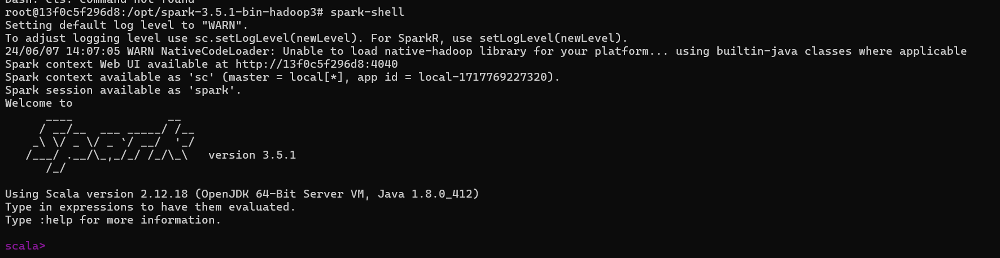 bash: cls: command not found
root@13f0c5f296d8:/opt/spark-3.5.1-bin-hadoop3# spark-shell
Setting default log level to "WARN".
To adjust logging level use sc.setLogLevel(newLevel). For SparkR, use setLogLevel(newLevel).
24/06/07 14:07:05 WARN NativeCodeLoader: Unable to load native-hadoop library for your platform... using builtin-java classes where applicable
Spark context Web UI available at http://13f0c5f296d8:4040
Spark context available as 'sc' (master = local[*], app id = local-1717769227320).
Spark session available as 'spark'.
Welcome to
      ____              __
     / __/__  ___ _____/ /__
    _\ \/ _ \/ _ `/ __/  '_/
   /___/ .__/\_,_/_/ /_/\_\   version 3.5.1
      /_/
Using Scala version 2.12.18 (OpenJDK 64-Bit Server VM, Java 1.8.0_412)
Type in expressions to have them evaluated.
Type :help for more information.
scala>